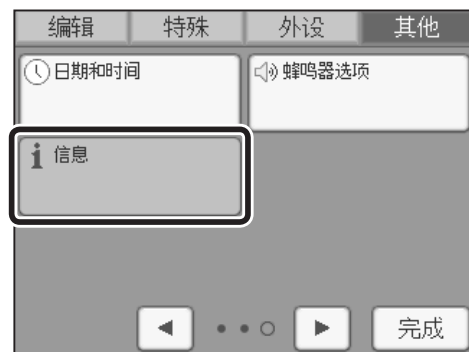 编辑 特殊 外设 其他
日期和时间 蜂鸣器选项
信息
完成